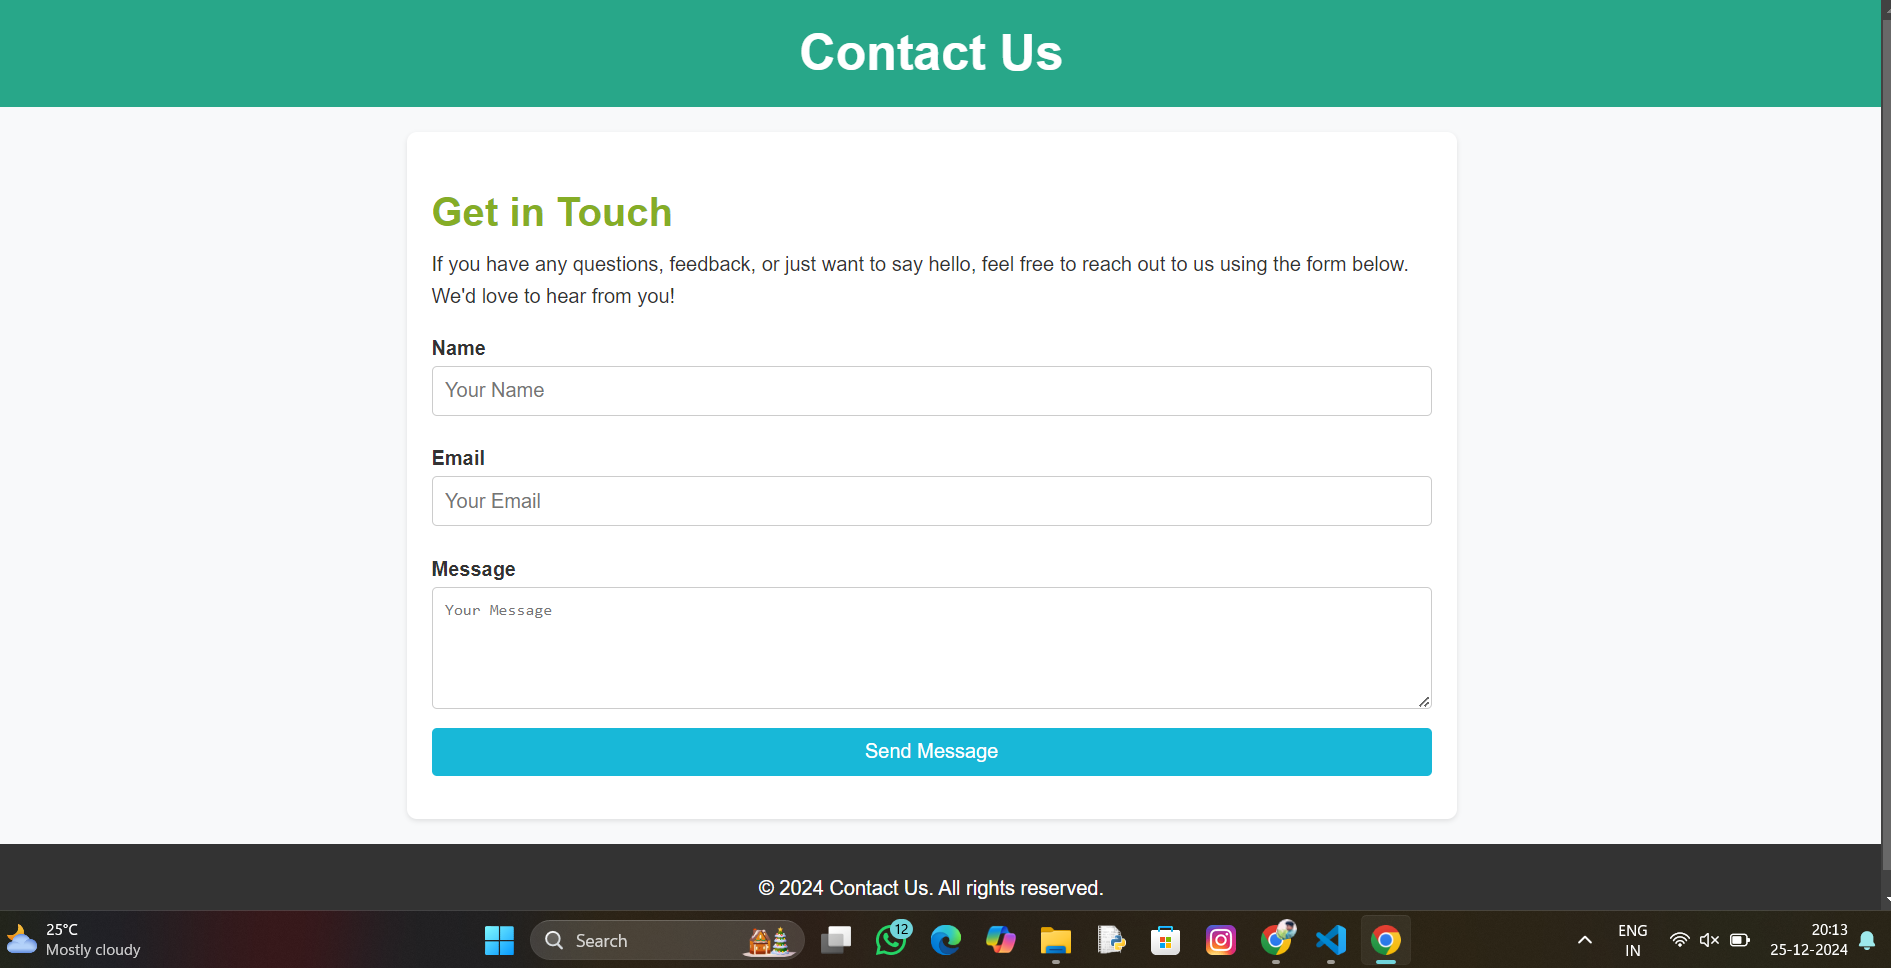 Contact Us
Get in Touch
If you have any questions, feedback, or just want to say hello, feel free to reach out to us using the form below.
We'd love to hear from you!
Name
Your Name
Email
Your Email
Message
Your Message
Send Message
© 2024 Contact Us. All rights reserved.
25°C
Mostly cloudy
Search
12
ENG
IN
20:13
25-12-2024